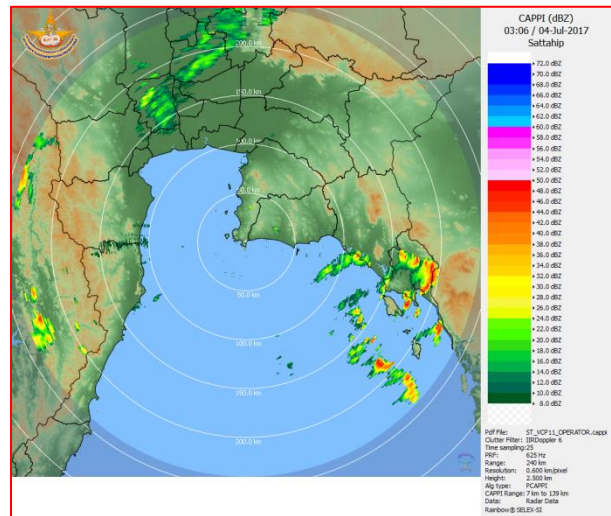 CAPPI (dBZ)
03:06 / 04-Jul-2017
Sattahip
200.0 km
150.0 km
100.0 km
50.0 km
50.0 km
100.0 km
150.0 km
200.0 km
72.0 dBZ
70.0 dBZ
68.0 dBZ
66.0 dBZ
64.0 dBZ
62.0 dBZ
60.0 dBZ
58.0 dBZ
56.0 dBZ
54.0 dBZ
52.0 dBZ
50.0 dBZ
48.0 dBZ
46.0 dBZ
44.0 dBZ
42.0 dBZ
40.0 dBZ
38.0 dBZ
36.0 dBZ
34.0 dBZ
32.0 dBZ
30.0 dBZ
28.0 dBZ
26.0 dBZ
24.0 dBZ
22.0 dBZ
20.0 dBZ
18.0 dBZ
16.0 dBZ
14.0 dBZ
12.0 dBZ
10.0 dBZ
8.0 dBZ
Pdf File: ST_VCP11_OPERATOR.cappi
Clutter Filter: IIRDoppler 6
Time sampling:25
PRF: 625 Hz
Range: 240 km
Resolution: 0.600 km/pixel
Height: 2.500 km
Alg type: PCAPPI
CAPPI Range: 7 km to 139 km
Data: Radar Data
Rainbow® SELEX-SI